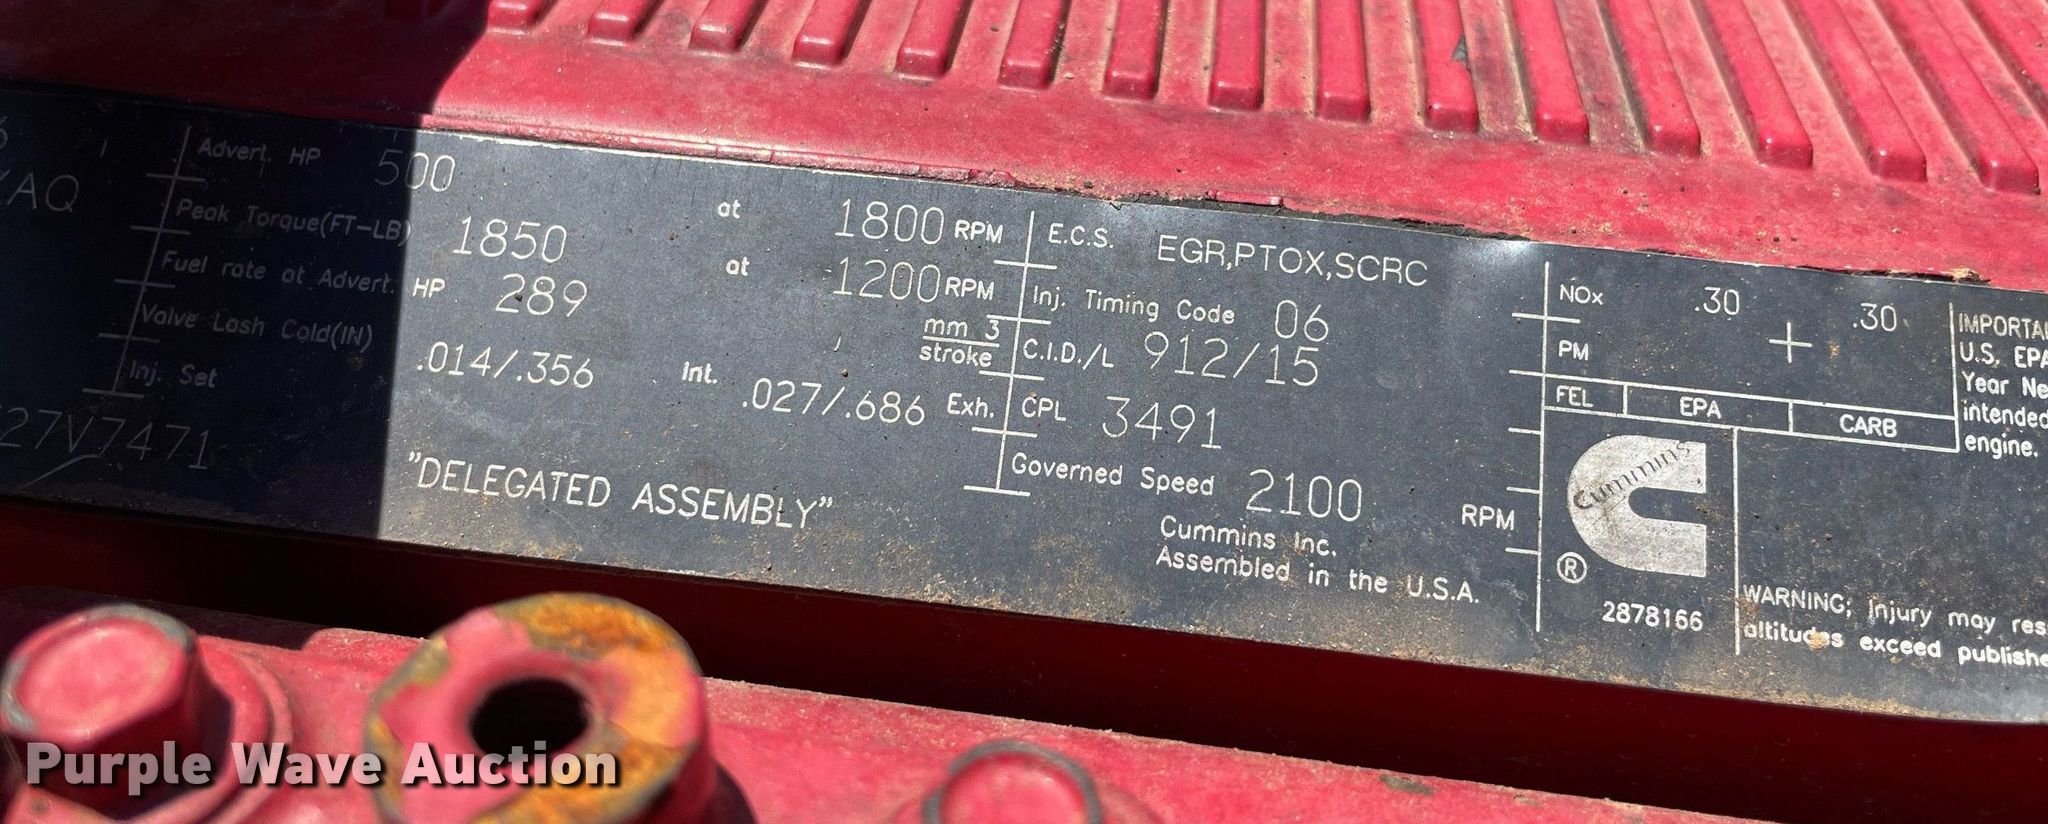 Advert. HP 500 at 1800 RPM
YAQ
Peak Torque(FT-LB) 1850 at 1200 RPM
Fuel rate at Advert. HP 289 mm 3
stroke
Valve Lash Cold(IN) .014/.356 Int. .027/.686 Exh.
Inj. Set
27V7471
"DELEGATED ASSEMBLY"
E.C.S. EGR,PTOX,SCRC
Inj. Timing Code 06
C.I.D./L 912/15
CPL 3491
Governed Speed 2100 RPM
Cummins Inc.
Assembled in the U.S.A.
NOx .30 .30
PM
FEL EPA CARB
Cummins
®
2878166
IMPORTA
U.S. EPA
Year Ne
intended
engine.
WARNING; Injury may res
altitudes exceed publishe
Purple Wave Auction